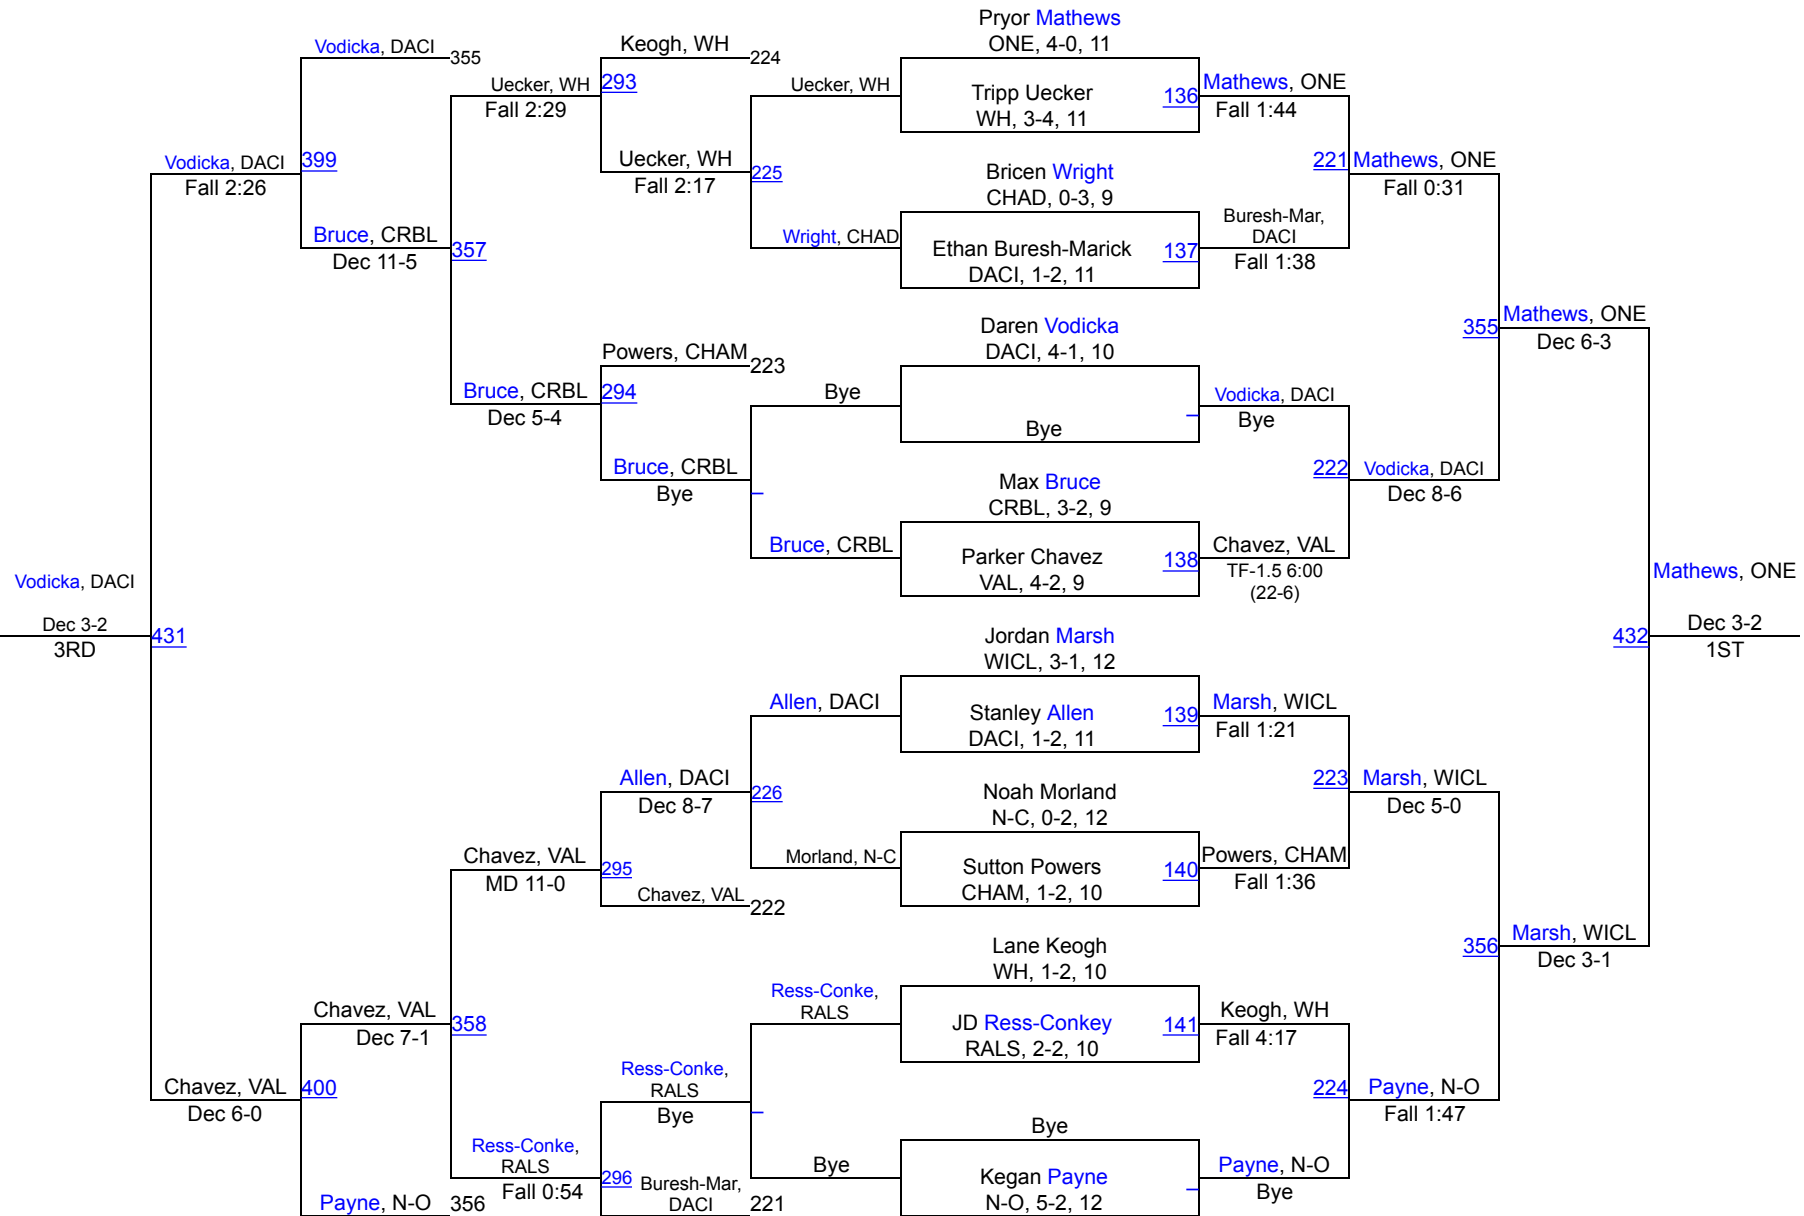 Vodicka, DACI
Dec 3-2
3RD
431
Vodicka, DACI
Fall 2:26
Chavez, VAL
Dec 6-0
Vodicka, DACI
355
399
Bruce, CRBL
Dec 11-5
Chavez, VAL
Dec 7-1
400
Payne, N-O
356
Uecker, WH
Fall 2:29
357
Bruce, CRBL
Dec 5-4
Chavez, VAL
MD 11-0
358
Ress-Conke,
RALS
Fall 0:54
Keogh, WH
224
293
Uecker, WH
Fall 2:17
Powers, CHAM
223
294
Bruce, CRBL
Bye
Allen, DACI
Dec 8-7
295
Chavez, VAL
222
Ress-Conke,
RALS
Bye
296
Buresh-Mar,
DACI
221
Uecker, WH
225
Wright, CHAD
Bye
_
Bruce, CRBL
Allen, DACI
226
Morland, N-C
Ress-Conke,
RALS
_
Bye
Pryor Mathews
ONE, 4-0, 11
Tripp Uecker
WH, 3-4, 11
136
Bricen Wright
CHAD, 0-3, 9
Ethan Buresh-Marick
DACI, 1-2, 11
137
Daren Vodicka
DACI, 4-1, 10
Bye
_
Max Bruce
CRBL, 3-2, 9
Parker Chavez
VAL, 4-2, 9
138
Jordan Marsh
WICL, 3-1, 12
Stanley Allen
DACI, 1-2, 11
139
Noah Morland
N-C, 0-2, 12
Sutton Powers
CHAM, 1-2, 10
140
Lane Keogh
WH, 1-2, 10
JD Ress-Conkey
RALS, 2-2, 10
141
Bye
Kegan Payne
N-O, 5-2, 12
_
Mathews, ONE
Fall 1:44
221
Buresh-Mar,
DACI
Fall 1:38
Vodicka, DACI
Bye
222
Chavez, VAL
TF-1.5 6:00
(22-6)
Marsh, WICL
Fall 1:21
223
Powers, CHAM
Fall 1:36
Keogh, WH
Fall 4:17
224
Payne, N-O
Bye
Mathews, ONE
Fall 0:31
355
Vodicka, DACI
Dec 8-6
Marsh, WICL
Dec 5-0
356
Payne, N-O
Fall 1:47
Mathews, ONE
Dec 6-3
432
Marsh, WICL
Dec 3-1
Mathews, ONE
Dec 3-2
1ST